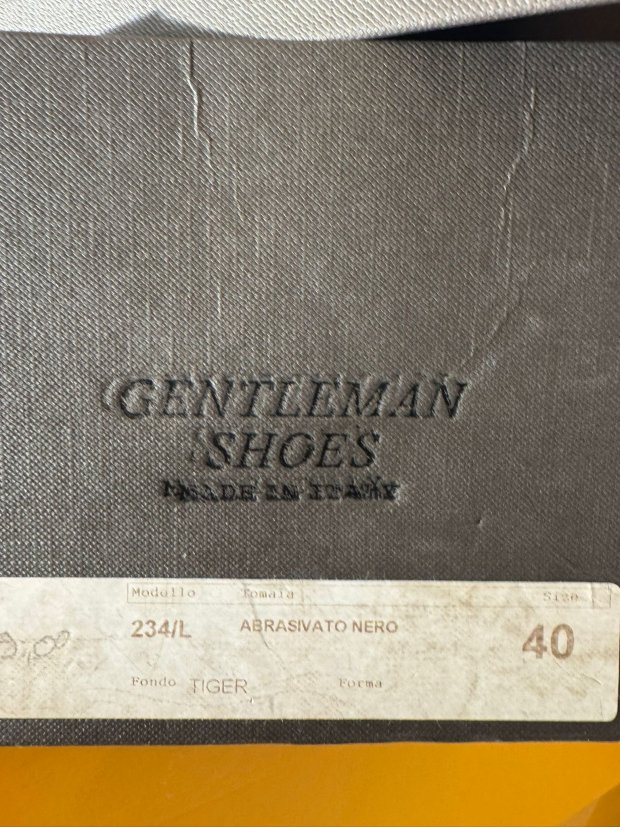 GENTLEMAN
SHOES
MADE IN ITALY
Modello Tomaia Size
234/L ABRASIVATO NERO 40
Fondo TIGER Forma